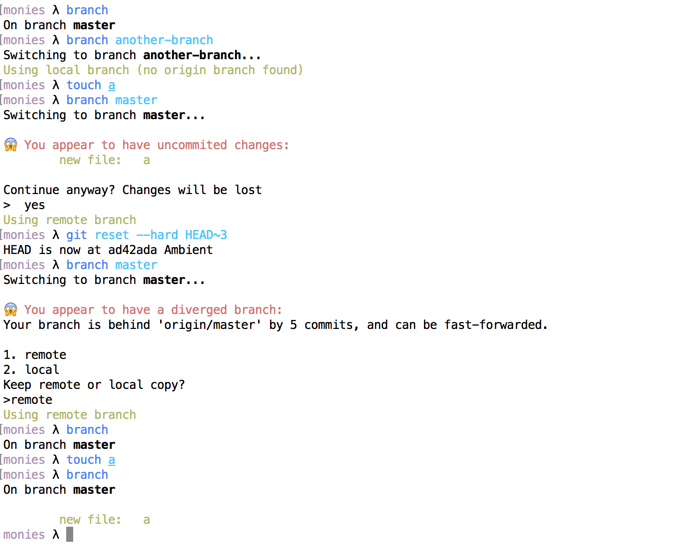 [monies λ branch
On branch master
[monies λ branch another-branch
Switching to branch another-branch...
Using local branch (no origin branch found)
[monies λ touch a
[monies λ branch master
Switching to branch master...
😱 You appear to have uncommited changes:
new file:   a
Continue anyway? Changes will be lost
>  yes
Using remote branch
[monies λ git reset --hard HEAD~3
HEAD is now at ad42ada Ambient
[monies λ branch master
Switching to branch master...
😱 You appear to have a diverged branch:
Your branch is behind 'origin/master' by 5 commits, and can be fast-forwarded.
1. remote
2. local
Keep remote or local copy?
>remote
Using remote branch
[monies λ branch
On branch master
[monies λ touch a
[monies λ branch
On branch master
new file:   a
monies λ